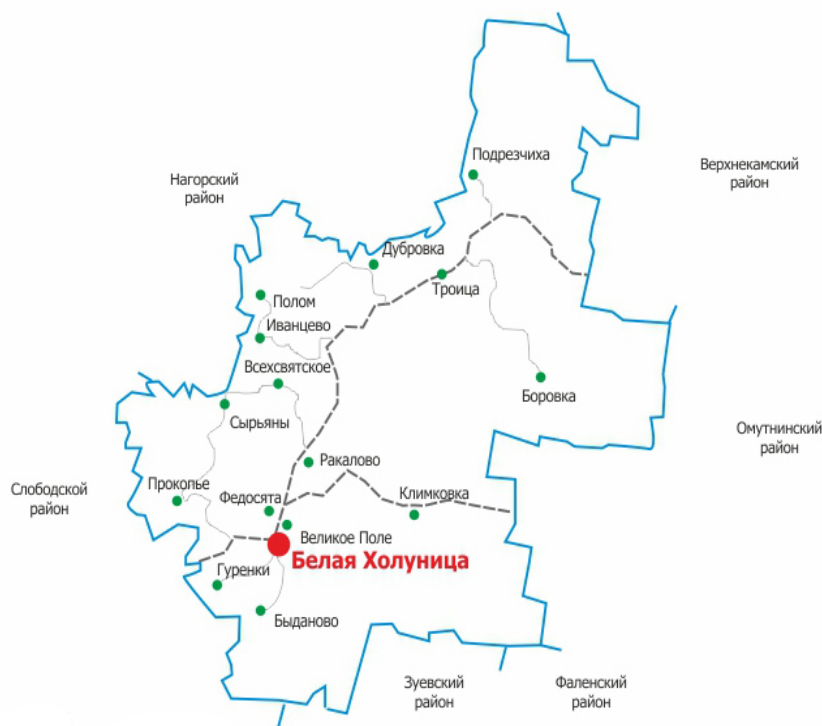 Подрезчиха
Верхнекамский
район
Нагорский
район
Дубровка
Троица
Полом
Иванцево
Всехсвятское
Боровка
Сырьяны
Омутнинский
район
Ракалово
Прокопье
Слободской
район
Федосята
Климковка
Великое Поле
Белая Холуница
Гуренки
Быданово
Зуевский
район
Фаленский
район